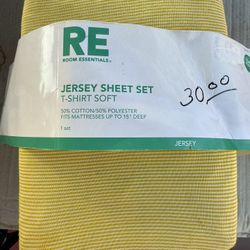 RE
ROOM ESSENTIALS
JERSEY SHEET SET
T-SHIRT SOFT
50% COTTON/50% POLYESTER
FITS MATTRESSES UP TO 15" DEEP
1 set
30.00
JERSEY